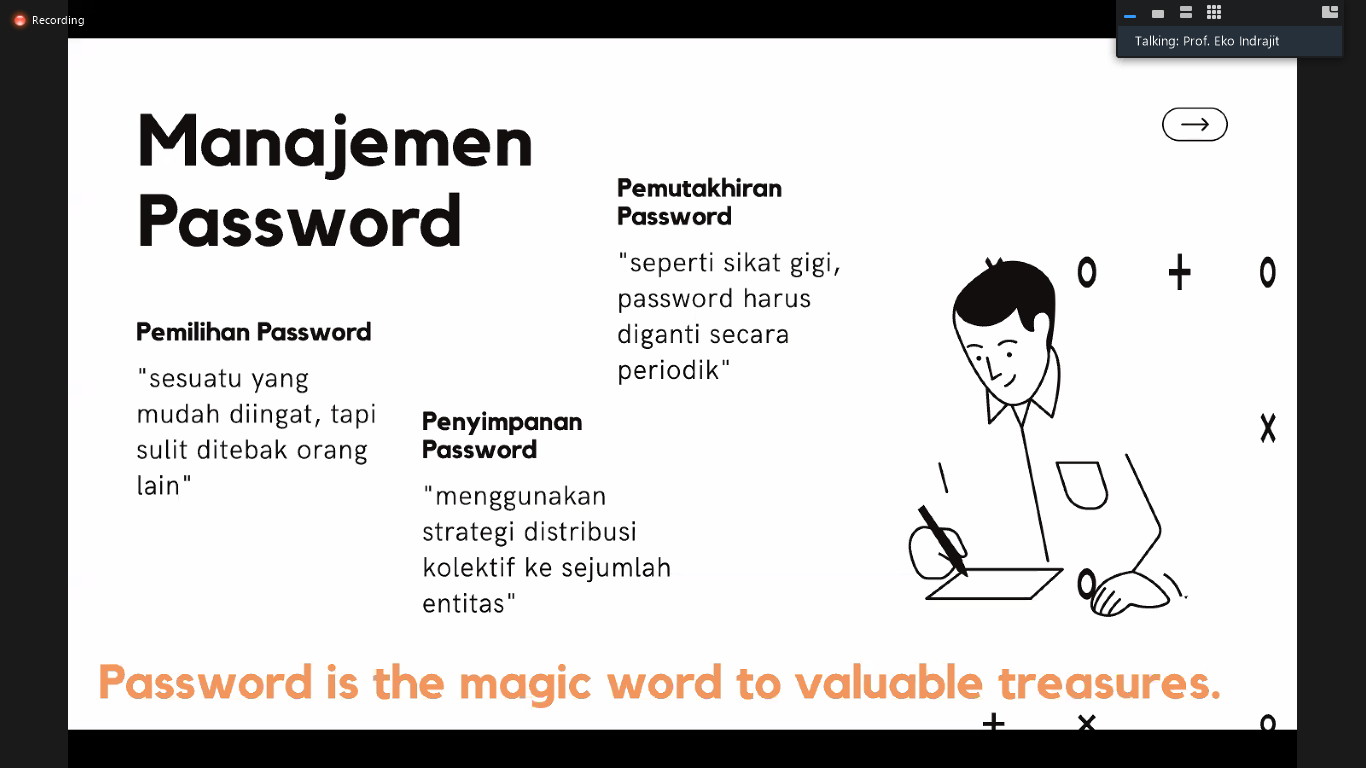 Recording
Talking: Prof. Eko Indrajit
Manajemen
Password
Pemilihan Password
"sesuatu yang
mudah diingat, tapi
sulit ditebak orang
lain"
Penyimpanan
Password
"menggunakan
strategi distribusi
kolektif ke sejumlah
entitas"
Pemutakhiran
Password
"seperti sikat gigi,
password harus
diganti secara
periodik"
Password is the magic word to valuable treasures.